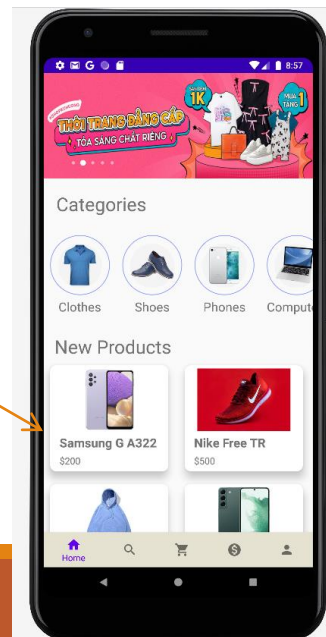 8:57
THỜI TRANG ĐẲNG CẤP
TỎA SÁNG CHẤT RIÊNG
1K
MUA 1
TẶNG
Categories
Clothes
Shoes
Phones
Compute
New Products
Samsung G A322
$200
Nike Free TR
$500
Home